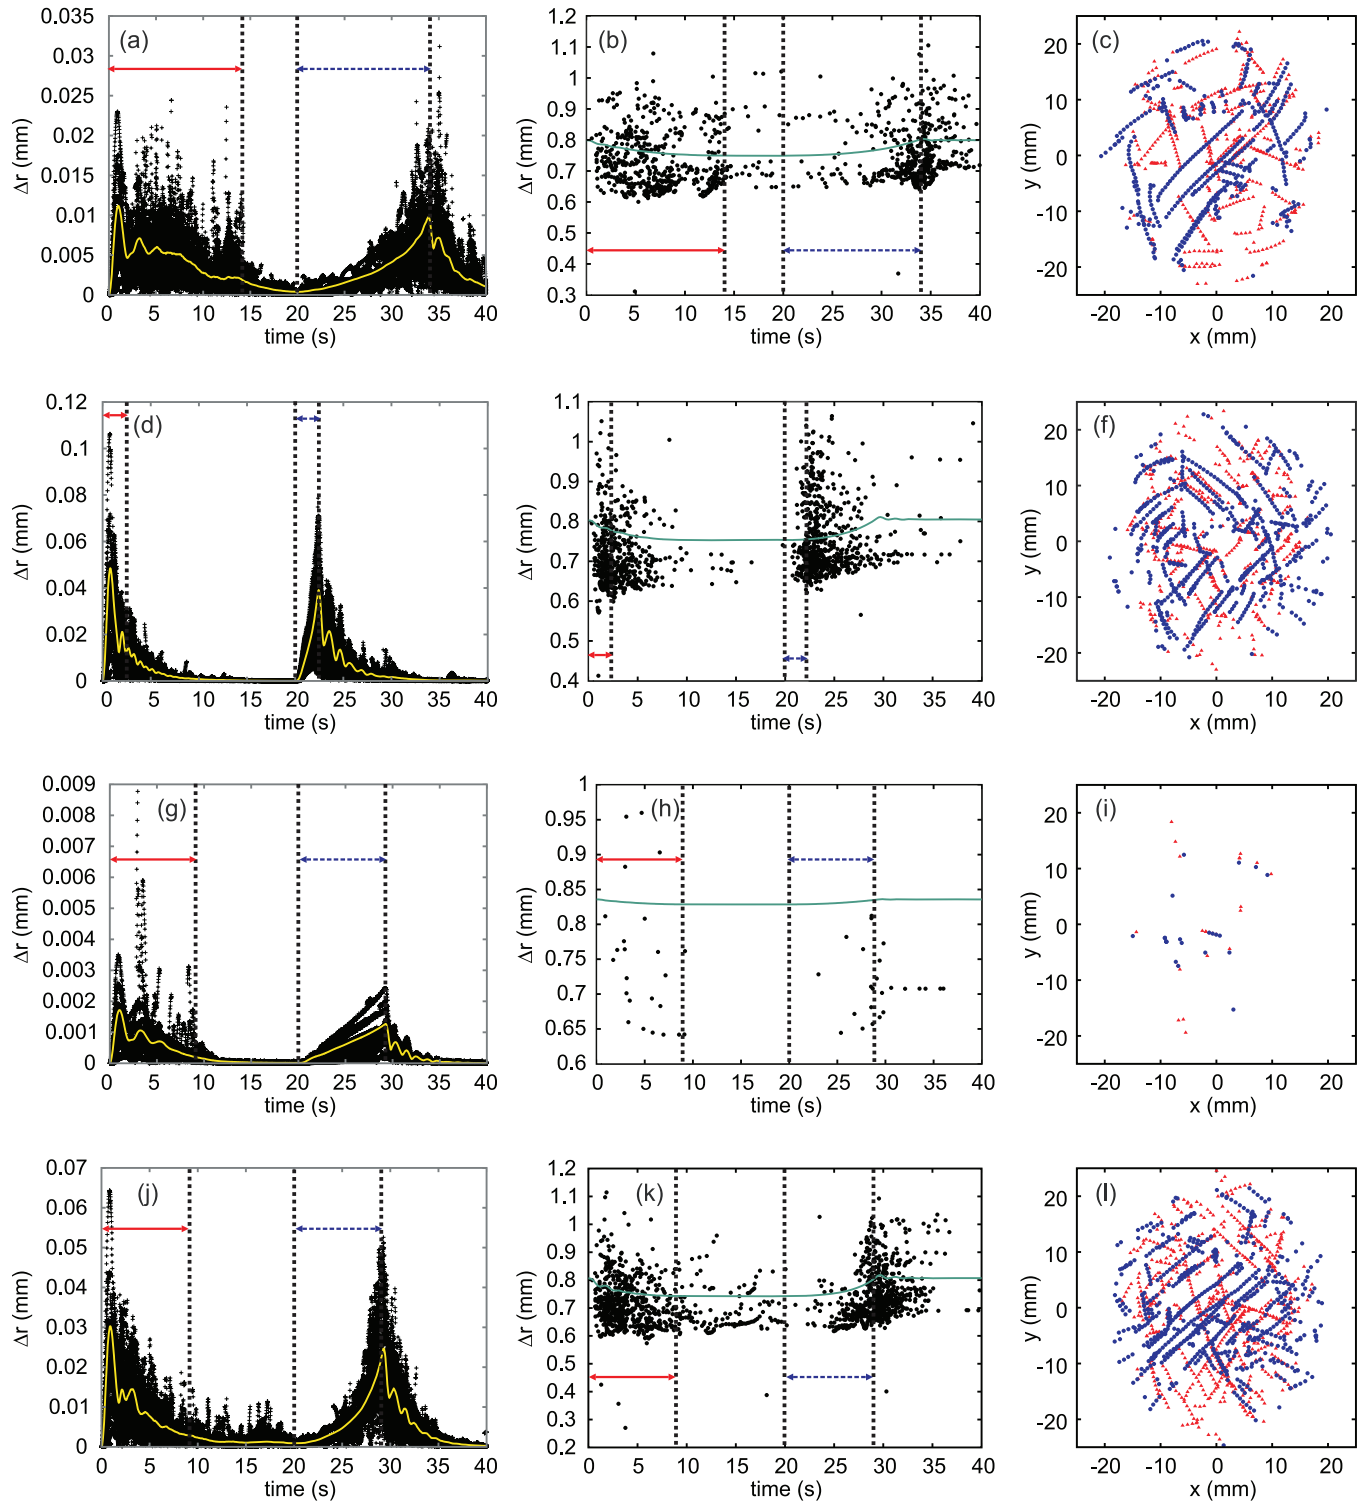 (a)
0.035
0.03
0.025
0.02
0.015
0.01
0.005
0
Δr (mm)
0 5 10 15 20 25 30 35 40
time (s)
(b)
1.2
1.1
1
0.9
0.8
0.7
0.6
0.5
0.4
0.3
Δr (mm)
0 5 10 15 20 25 30 35 40
time (s)
(c)
20
10
0
-10
-20
y (mm)
-20 -10 0 10 20
x (mm)
(d)
0.12
0.1
0.08
0.06
0.04
0.02
0
Δr (mm)
0 5 10 15 20 25 30 35 40
time (s)
1.1
1
0.9
0.8
0.7
0.6
0.5
0.4
Δr (mm)
0 5 10 15 20 25 30 35 40
time (s)
(f)
20
10
0
-10
-20
y (mm)
-20 -10 0 10 20
x (mm)
(g)
0.009
0.008
0.007
0.006
0.005
0.004
0.003
0.002
0.001
0
Δr (mm)
0 5 10 15 20 25 30 35 40
time (s)
(h)
1
0.95
0.9
0.85
0.8
0.75
0.7
0.65
0.6
Δr (mm)
0 5 10 15 20 25 30 35 40
time (s)
(i)
20
10
0
-10
-20
y (mm)
-20 -10 0 10 20
x (mm)
(j)
0.07
0.06
0.05
0.04
0.03
0.02
0.01
0
Δr (mm)
0 5 10 15 20 25 30 35 40
time (s)
(k)
1.2
1.1
1
0.9
0.8
0.7
0.6
0.5
0.4
0.3
0.2
Δr (mm)
0 5 10 15 20 25 30 35 40
time (s)
(l)
20
10
0
-10
-20
y (mm)
-20 -10 0 10 20
x (mm)